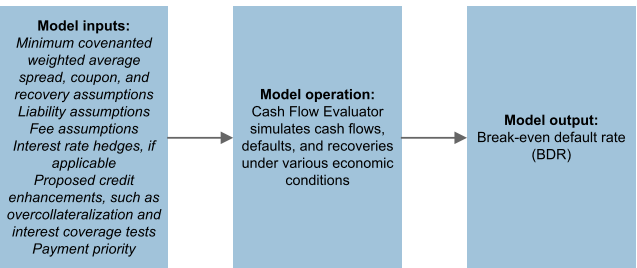 Model inputs:
Minimum covenanted
weighted average
spread, coupon, and
recovery assumptions
Liability assumptions
Fee assumptions
Interest rate hedges, if
applicable
Proposed credit
enhancements, such as
overcollateralization and
interest coverage tests
Payment priority
Model operation:
Cash Flow Evaluator
simulates cash flows,
defaults, and recoveries
under various economic
conditions
Model output:
Break-even default rate
(BDR)